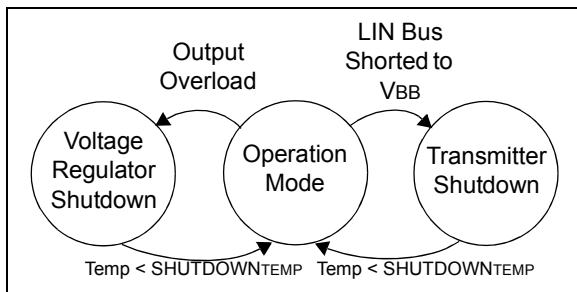 Output
Overload
LIN Bus
Shorted to
VBB
Voltage
Regulator
Shutdown
Operation
Mode
Transmitter
Shutdown
Temp < SHUTDOWNTEMP
Temp < SHUTDOWNTEMP